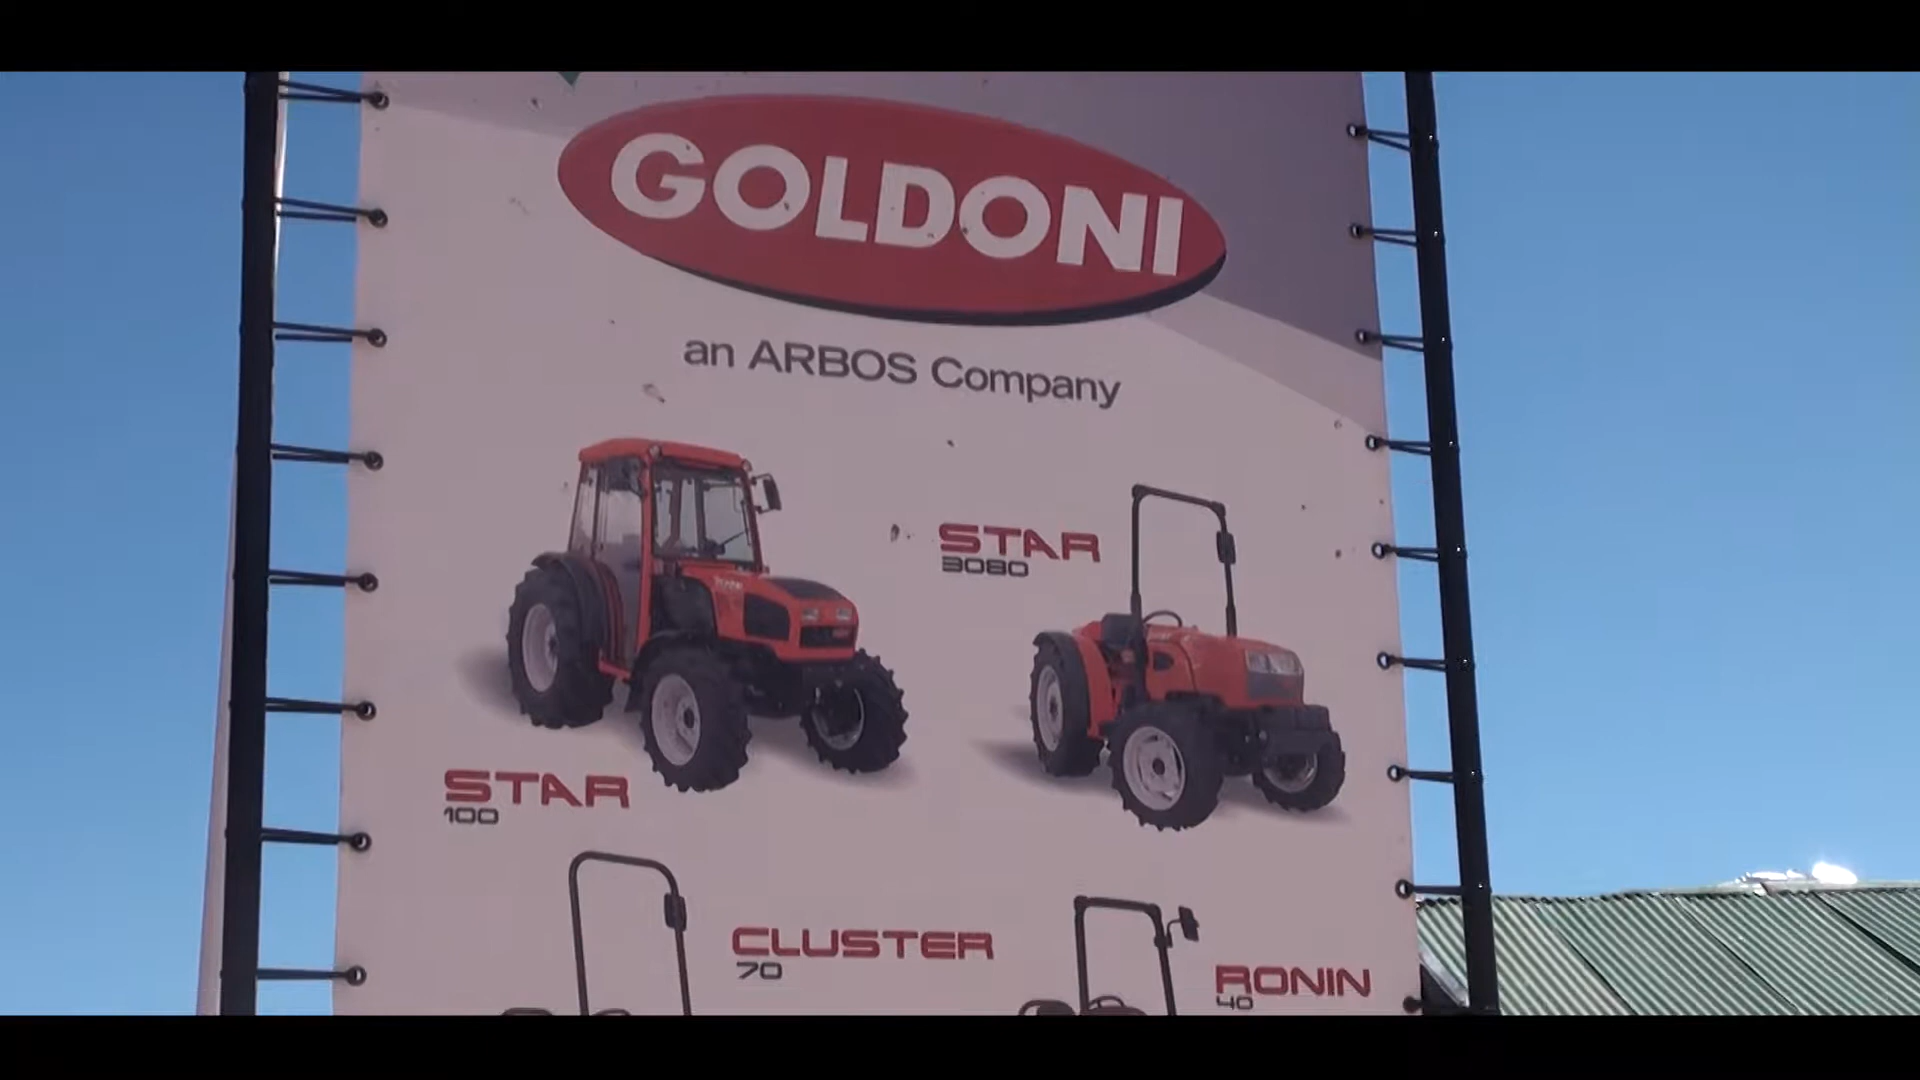 GOLDONI
an ARBOS Company
STAR
3080
STAR
100
CLUSTER
70
RONIN
40